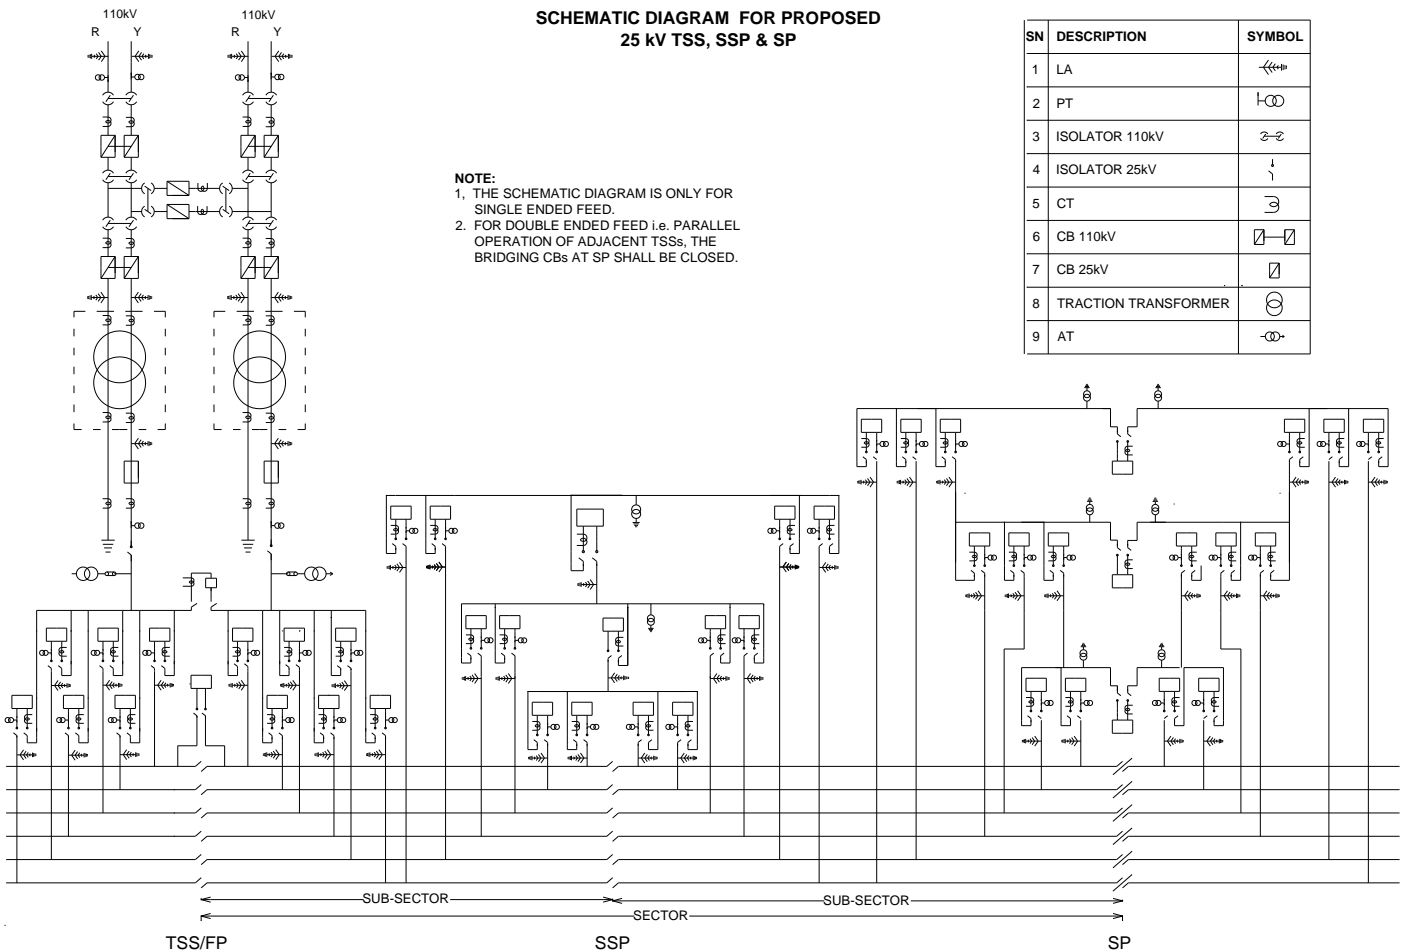 110kV
R Y
110kV
R Y
SCHEMATIC DIAGRAM FOR PROPOSED
25 kV TSS, SSP & SP
NOTE:
1, THE SCHEMATIC DIAGRAM IS ONLY FOR
SINGLE ENDED FEED.
2. FOR DOUBLE ENDED FEED i.e. PARALLEL
OPERATION OF ADJACENT TSSs, THE
BRIDGING CBs AT SP SHALL BE CLOSED.
SN DESCRIPTION SYMBOL
1 LA
2 PT
3 ISOLATOR 110kV
4 ISOLATOR 25kV
5 CT
6 CB 110kV
7 CB 25kV
8 TRACTION TRANSFORMER
9 AT
SUB-SECTOR
SUB-SECTOR
SECTOR
TSS/FP
SSP
SP